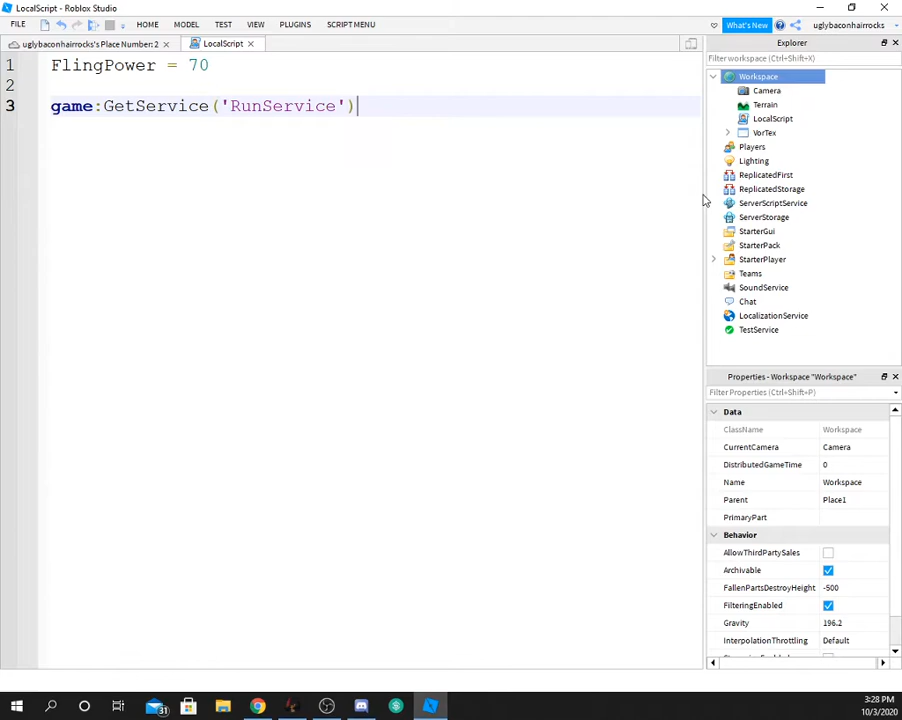 LocalScript - Roblox Studio
FILE HOME MODEL TEST VIEW PLUGINS SCRIPT MENU What's New uglybaconhairrocks
uglybaconhairrocks's Place Number: 2 LocalScript
1 FlingPower = 70
2
3 game:GetService('RunService')
Explorer
Filter workspace (Ctrl+Shift+X)
Workspace
Camera
Terrain
LocalScript
VorTex
Players
Lighting
ReplicatedFirst
ReplicatedStorage
ServerScriptService
ServerStorage
StarterGui
StarterPack
StarterPlayer
Teams
SoundService
Chat
LocalizationService
TestService
Properties - Workspace "Workspace"
Filter Properties (Ctrl+Shift+P)
Data
ClassName Workspace
CurrentCamera Camera
DistributedGameTime 0
Name Workspace
Parent Place1
PrimaryPart
Behavior
AllowThirdPartySales
Archivable
FallenPartsDestroyHeight -500
FilteringEnabled
Gravity 196.2
InterpolationThrottling Default
31
3:28 PM
10/3/2020